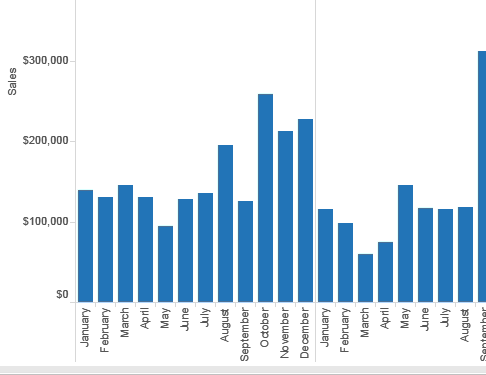 Sales
$300,000
$200,000
$100,000
$0
January
February
March
April
May
June
July
August
September
October
November
December
January
February
March
April
May
June
July
August
September